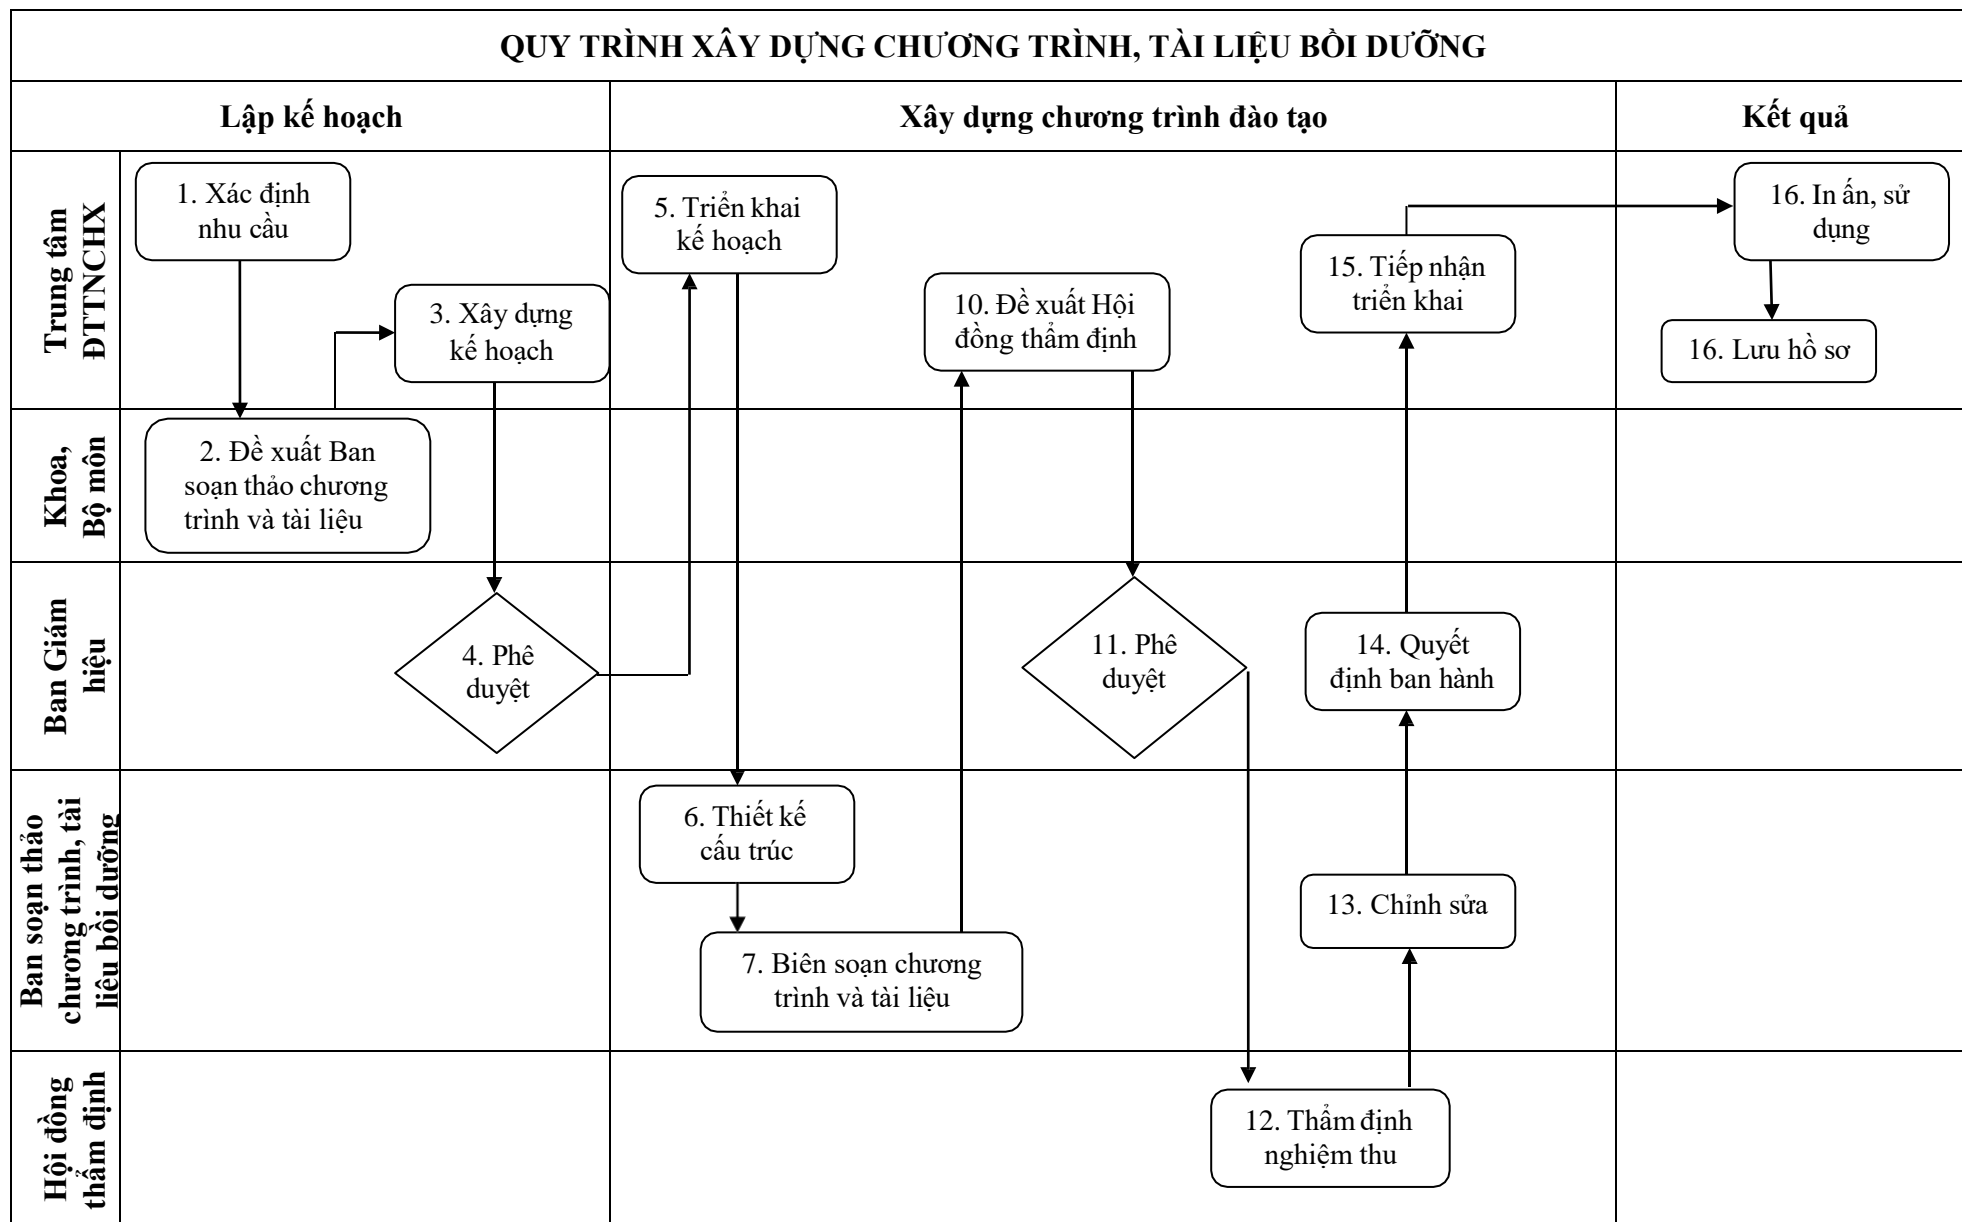 QUY TRÌNH XÂY DỰNG CHƯƠNG TRÌNH, TÀI LIỆU BỒI DƯỠNG
Lập kế hoạch
Xây dựng chương trình đào tạo
Kết quả
Trung tâm
ĐTTNCHX
1. Xác định
nhu cầu
3. Xây dựng
kế hoạch
5. Triển khai
kế hoạch
10. Đề xuất Hội
đồng thẩm định
15. Tiếp nhận
triển khai
16. In ấn, sử
dụng
16. Lưu hồ sơ
Khoa,
Bộ môn
2. Đề xuất Ban
soạn thảo chương
trình và tài liệu
Ban Giám
hiệu
4. Phê
duyệt
11. Phê
duyệt
14. Quyết
định ban hành
Ban soạn thảo
chương trình, tài
liệu bồi dưỡng
6. Thiết kế
cấu trúc
7. Biên soạn chương
trình và tài liệu
13. Chỉnh sửa
Hội đồng
thẩm định
12. Thẩm định
nghiệm thu